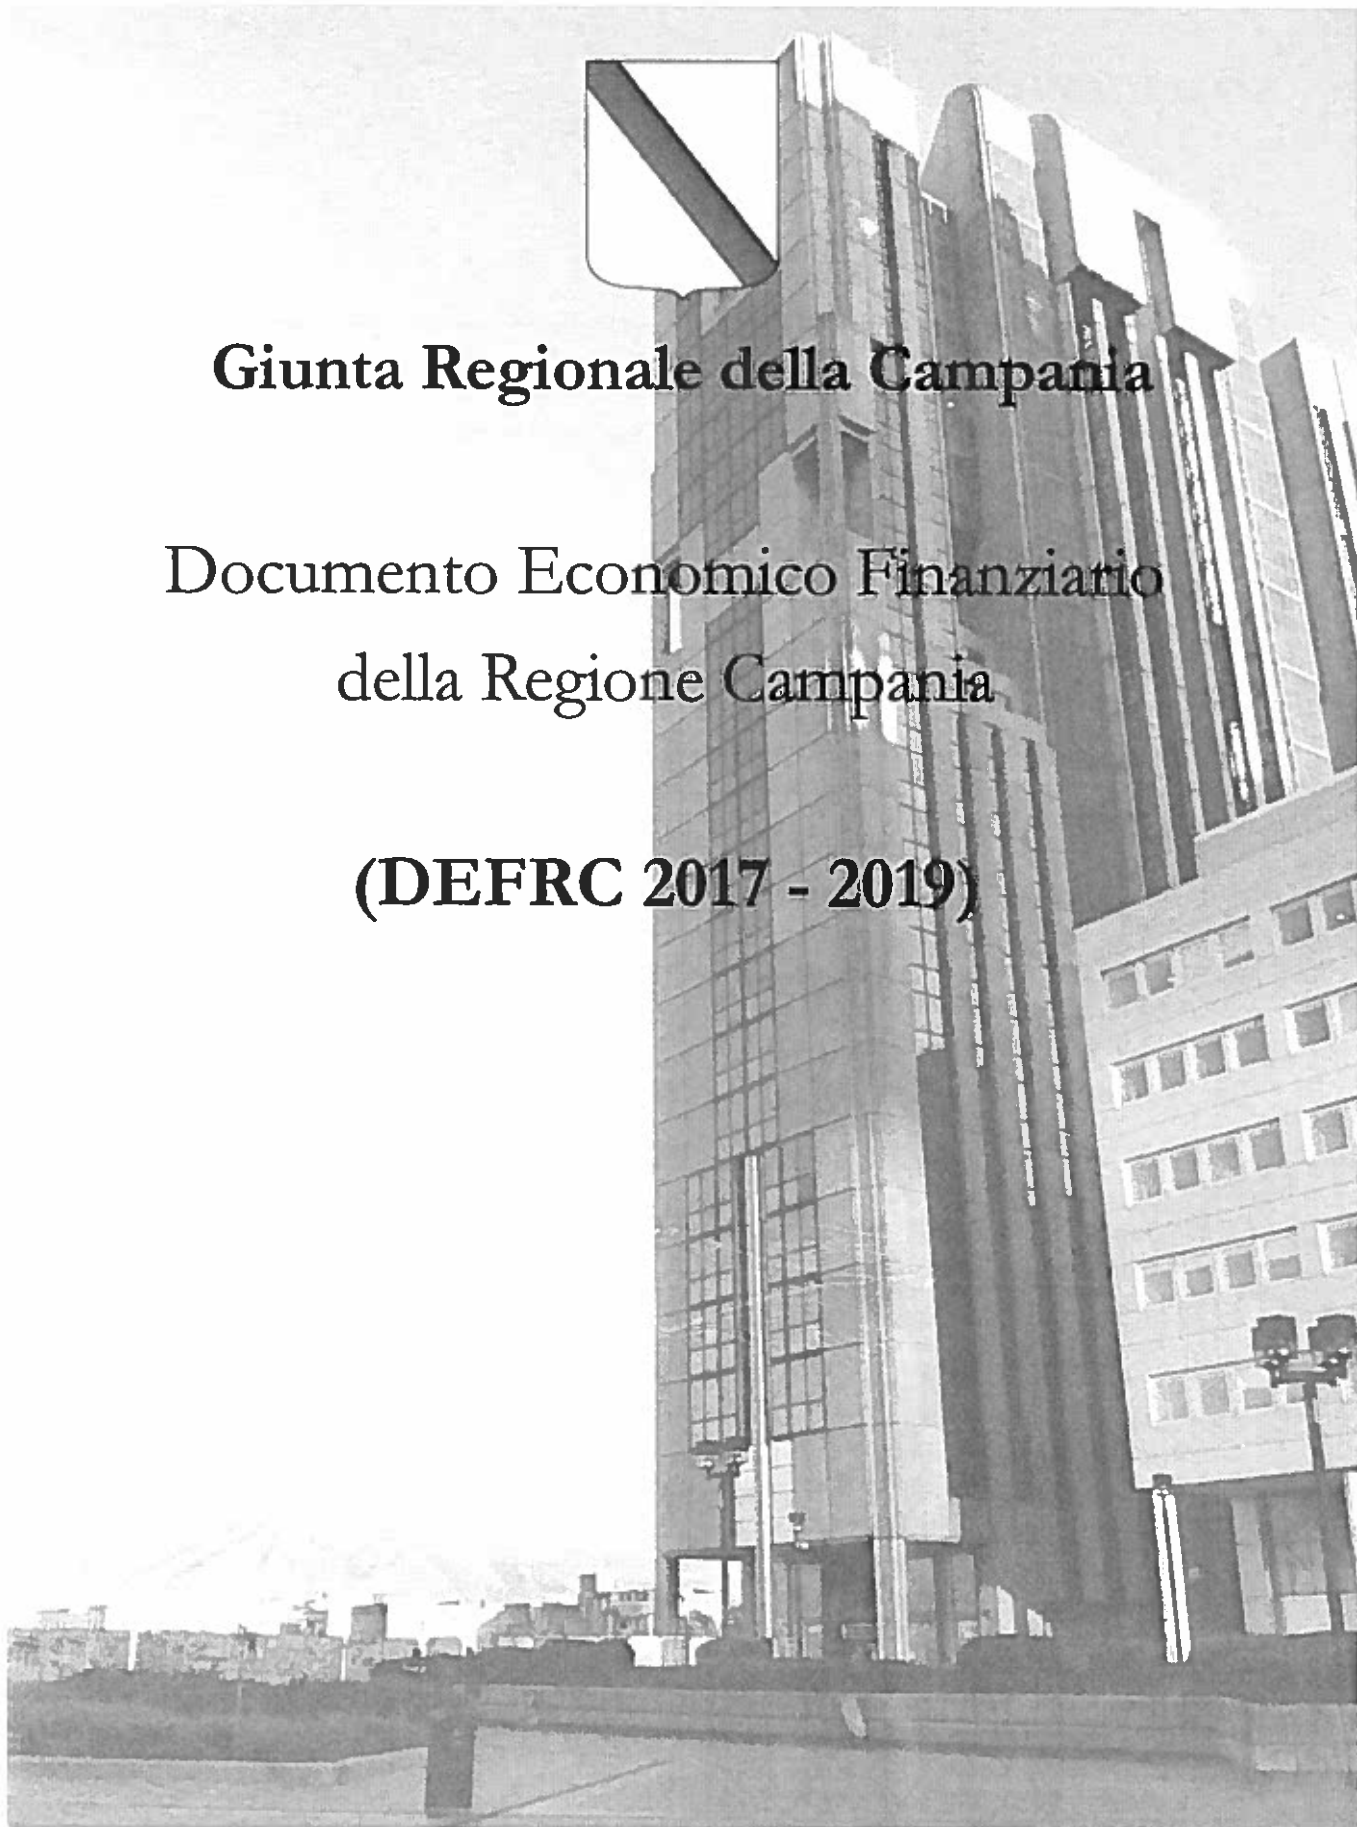 Giunta Regionale della Campania
Documento Economico Finanziario
della Regione Campania
(DEFRC 2017 - 2019)